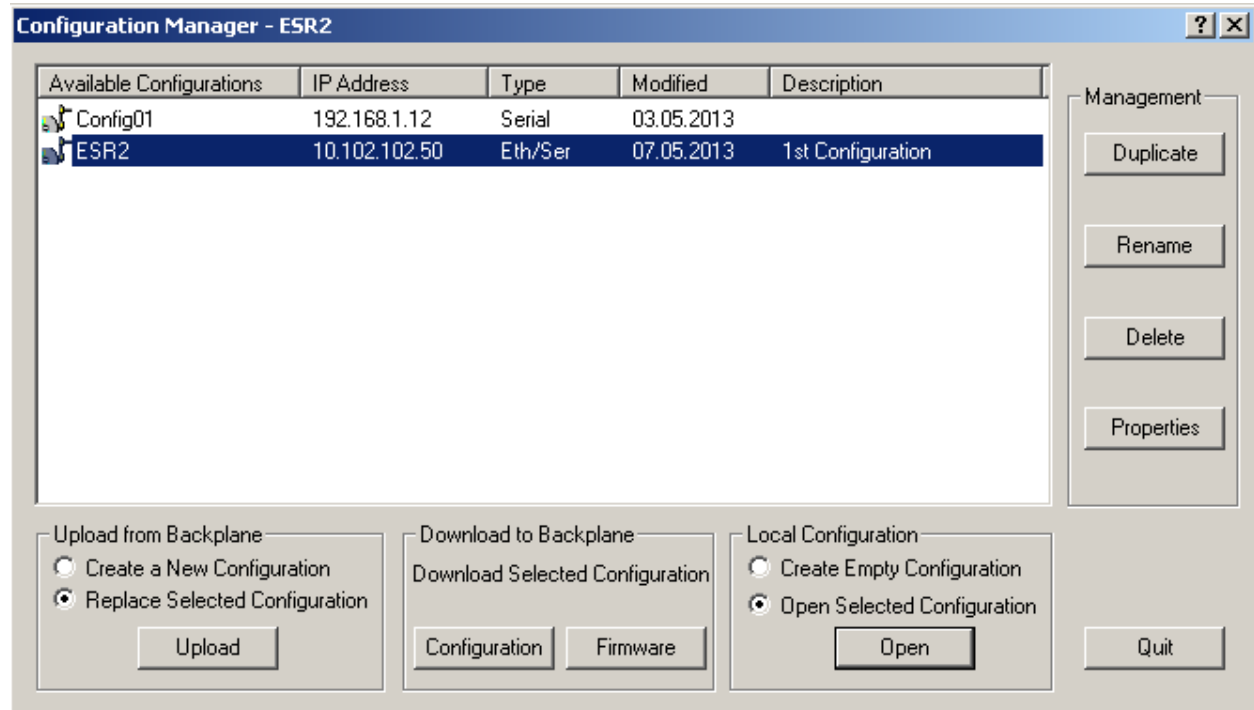 Configuration Manager - ESR2
Available Configurations IP Address Type Modified Description
Config01 192.168.1.12 Serial 03.05.2013
ESR2 10.102.102.50 Eth/Ser 07.05.2013 1st Configuration
Management
Duplicate
Rename
Delete
Properties
Upload from Backplane
Create a New Configuration
Replace Selected Configuration
Upload
Download to Backplane
Download Selected Configuration
Configuration Firmware
Local Configuration
Create Empty Configuration
Open Selected Configuration
Open
Quit